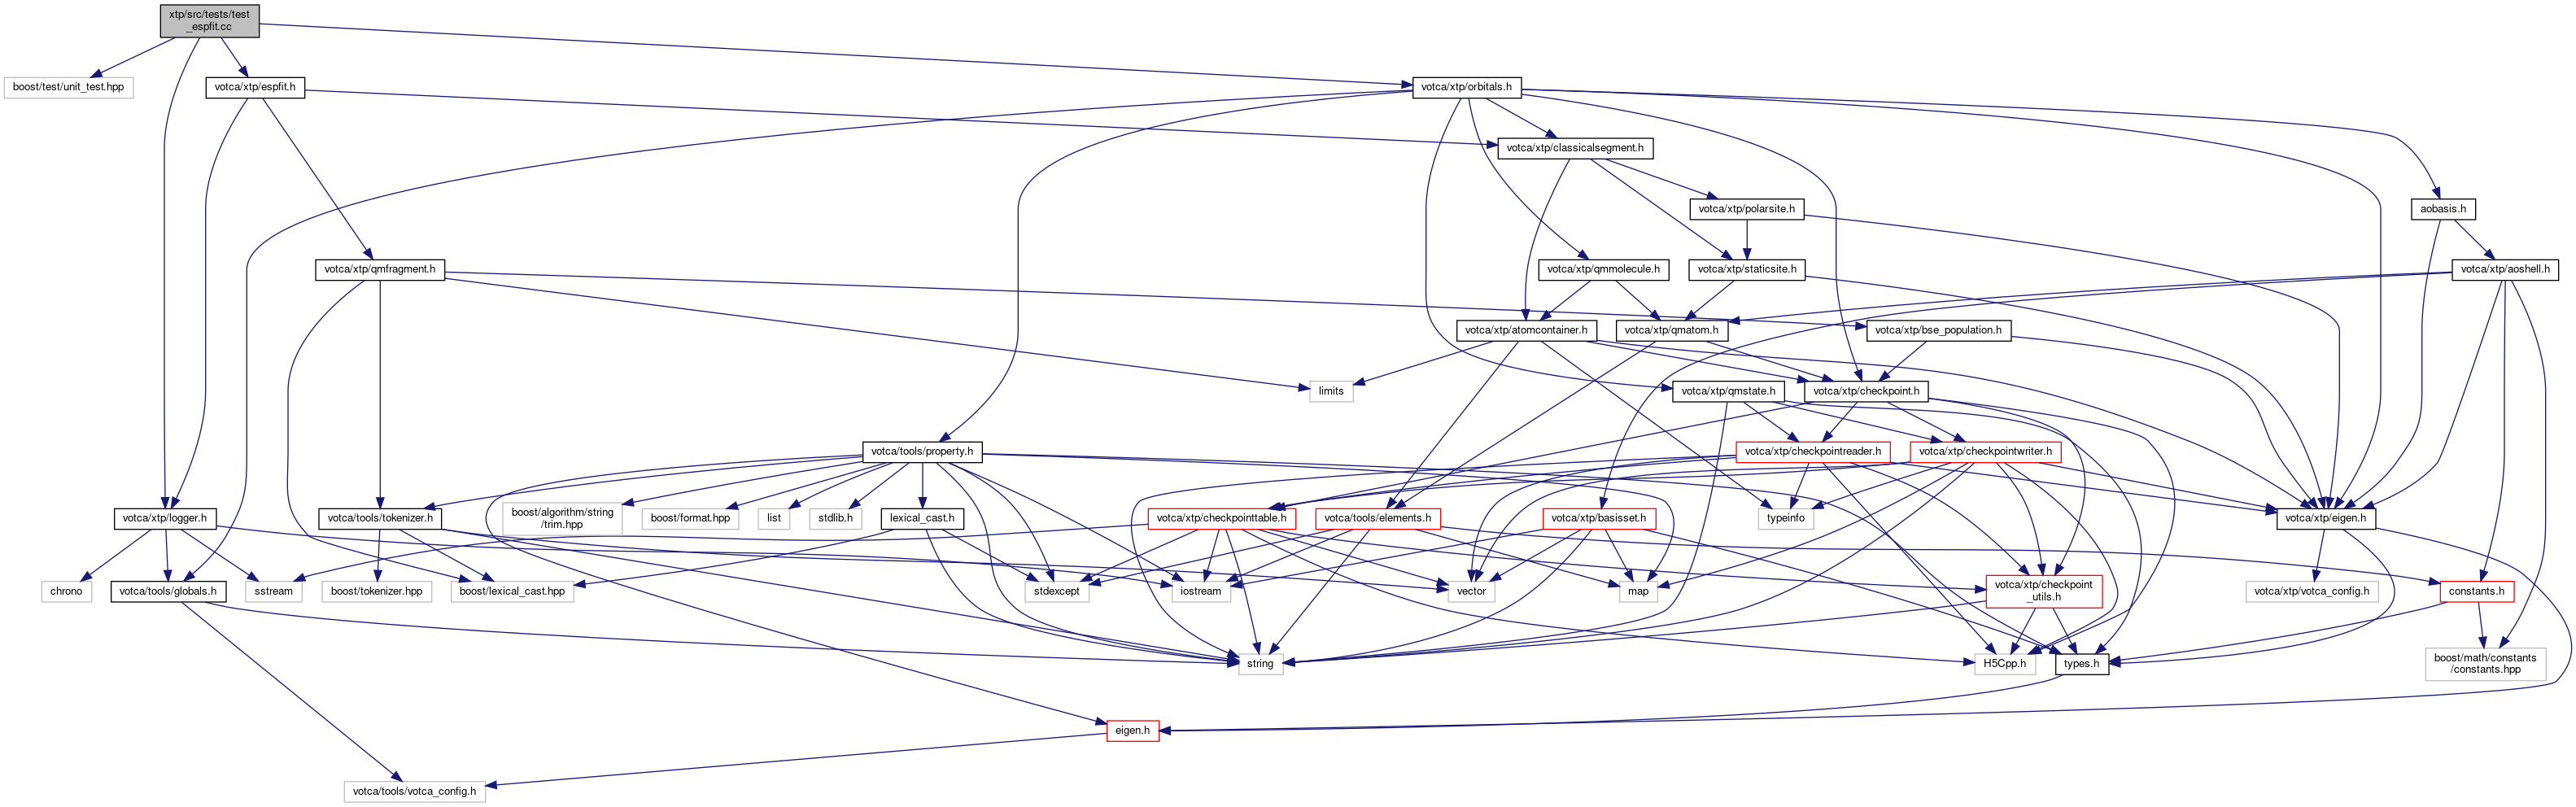 xtp/src/tests/test
_espfit.cc
boost/test/unit_test.hpp
votca/xtp/espfit.h
votca/xtp/orbitals.h
votca/xtp/classicalsegment.h
votca/xtp/polarsite.h
aobasis.h
votca/xtp/qmfragment.h
votca/xtp/qmmolecule.h
votca/xtp/staticsite.h
votca/xtp/aoshell.h
votca/xtp/atomcontainer.h
votca/xtp/qmatom.h
votca/xtp/bse_population.h
limits
votca/xtp/qmstate.h
votca/xtp/checkpoint.h
votca/tools/property.h
votca/xtp/checkpointreader.h
votca/xtp/checkpointwriter.h
votca/xtp/logger.h
votca/tools/tokenizer.h
boost/algorithm/string
/trim.hpp
boost/format.hpp
list
stdlib.h
lexical_cast.h
votca/xtp/checkpointtable.h
votca/tools/elements.h
votca/xtp/basisset.h
typeinfo
votca/xtp/eigen.h
chrono
votca/tools/globals.h
sstream
boost/tokenizer.hpp
boost/lexical_cast.hpp
stdexcept
iostream
vector
map
votca/xtp/checkpoint
_utils.h
votca/xtp/votca_config.h
constants.h
string
H5Cpp.h
types.h
boost/math/constants
/constants.hpp
eigen.h
votca/tools/votca_config.h